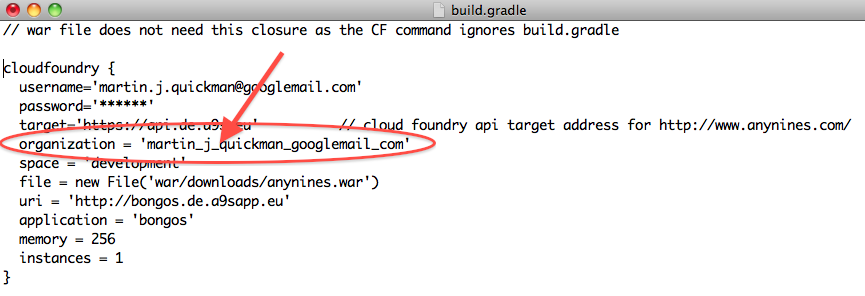 build.gradle
// war file does not need this closure as the CF command ignores build.gradle
cloudfoundry {
username='martin.j.quickman@googlemail.com'
password='******'
target='https://api.de.a9s.eu' // cloud foundry api target address for http://www.anynines.com/
organization = 'martin_j_quickman_googlemail_com'
space = 'development'
file = new File('war/downloads/anynines.war')
uri = 'http://bongos.de.a9sapp.eu'
application = 'bongos'
memory = 256
instances = 1
}